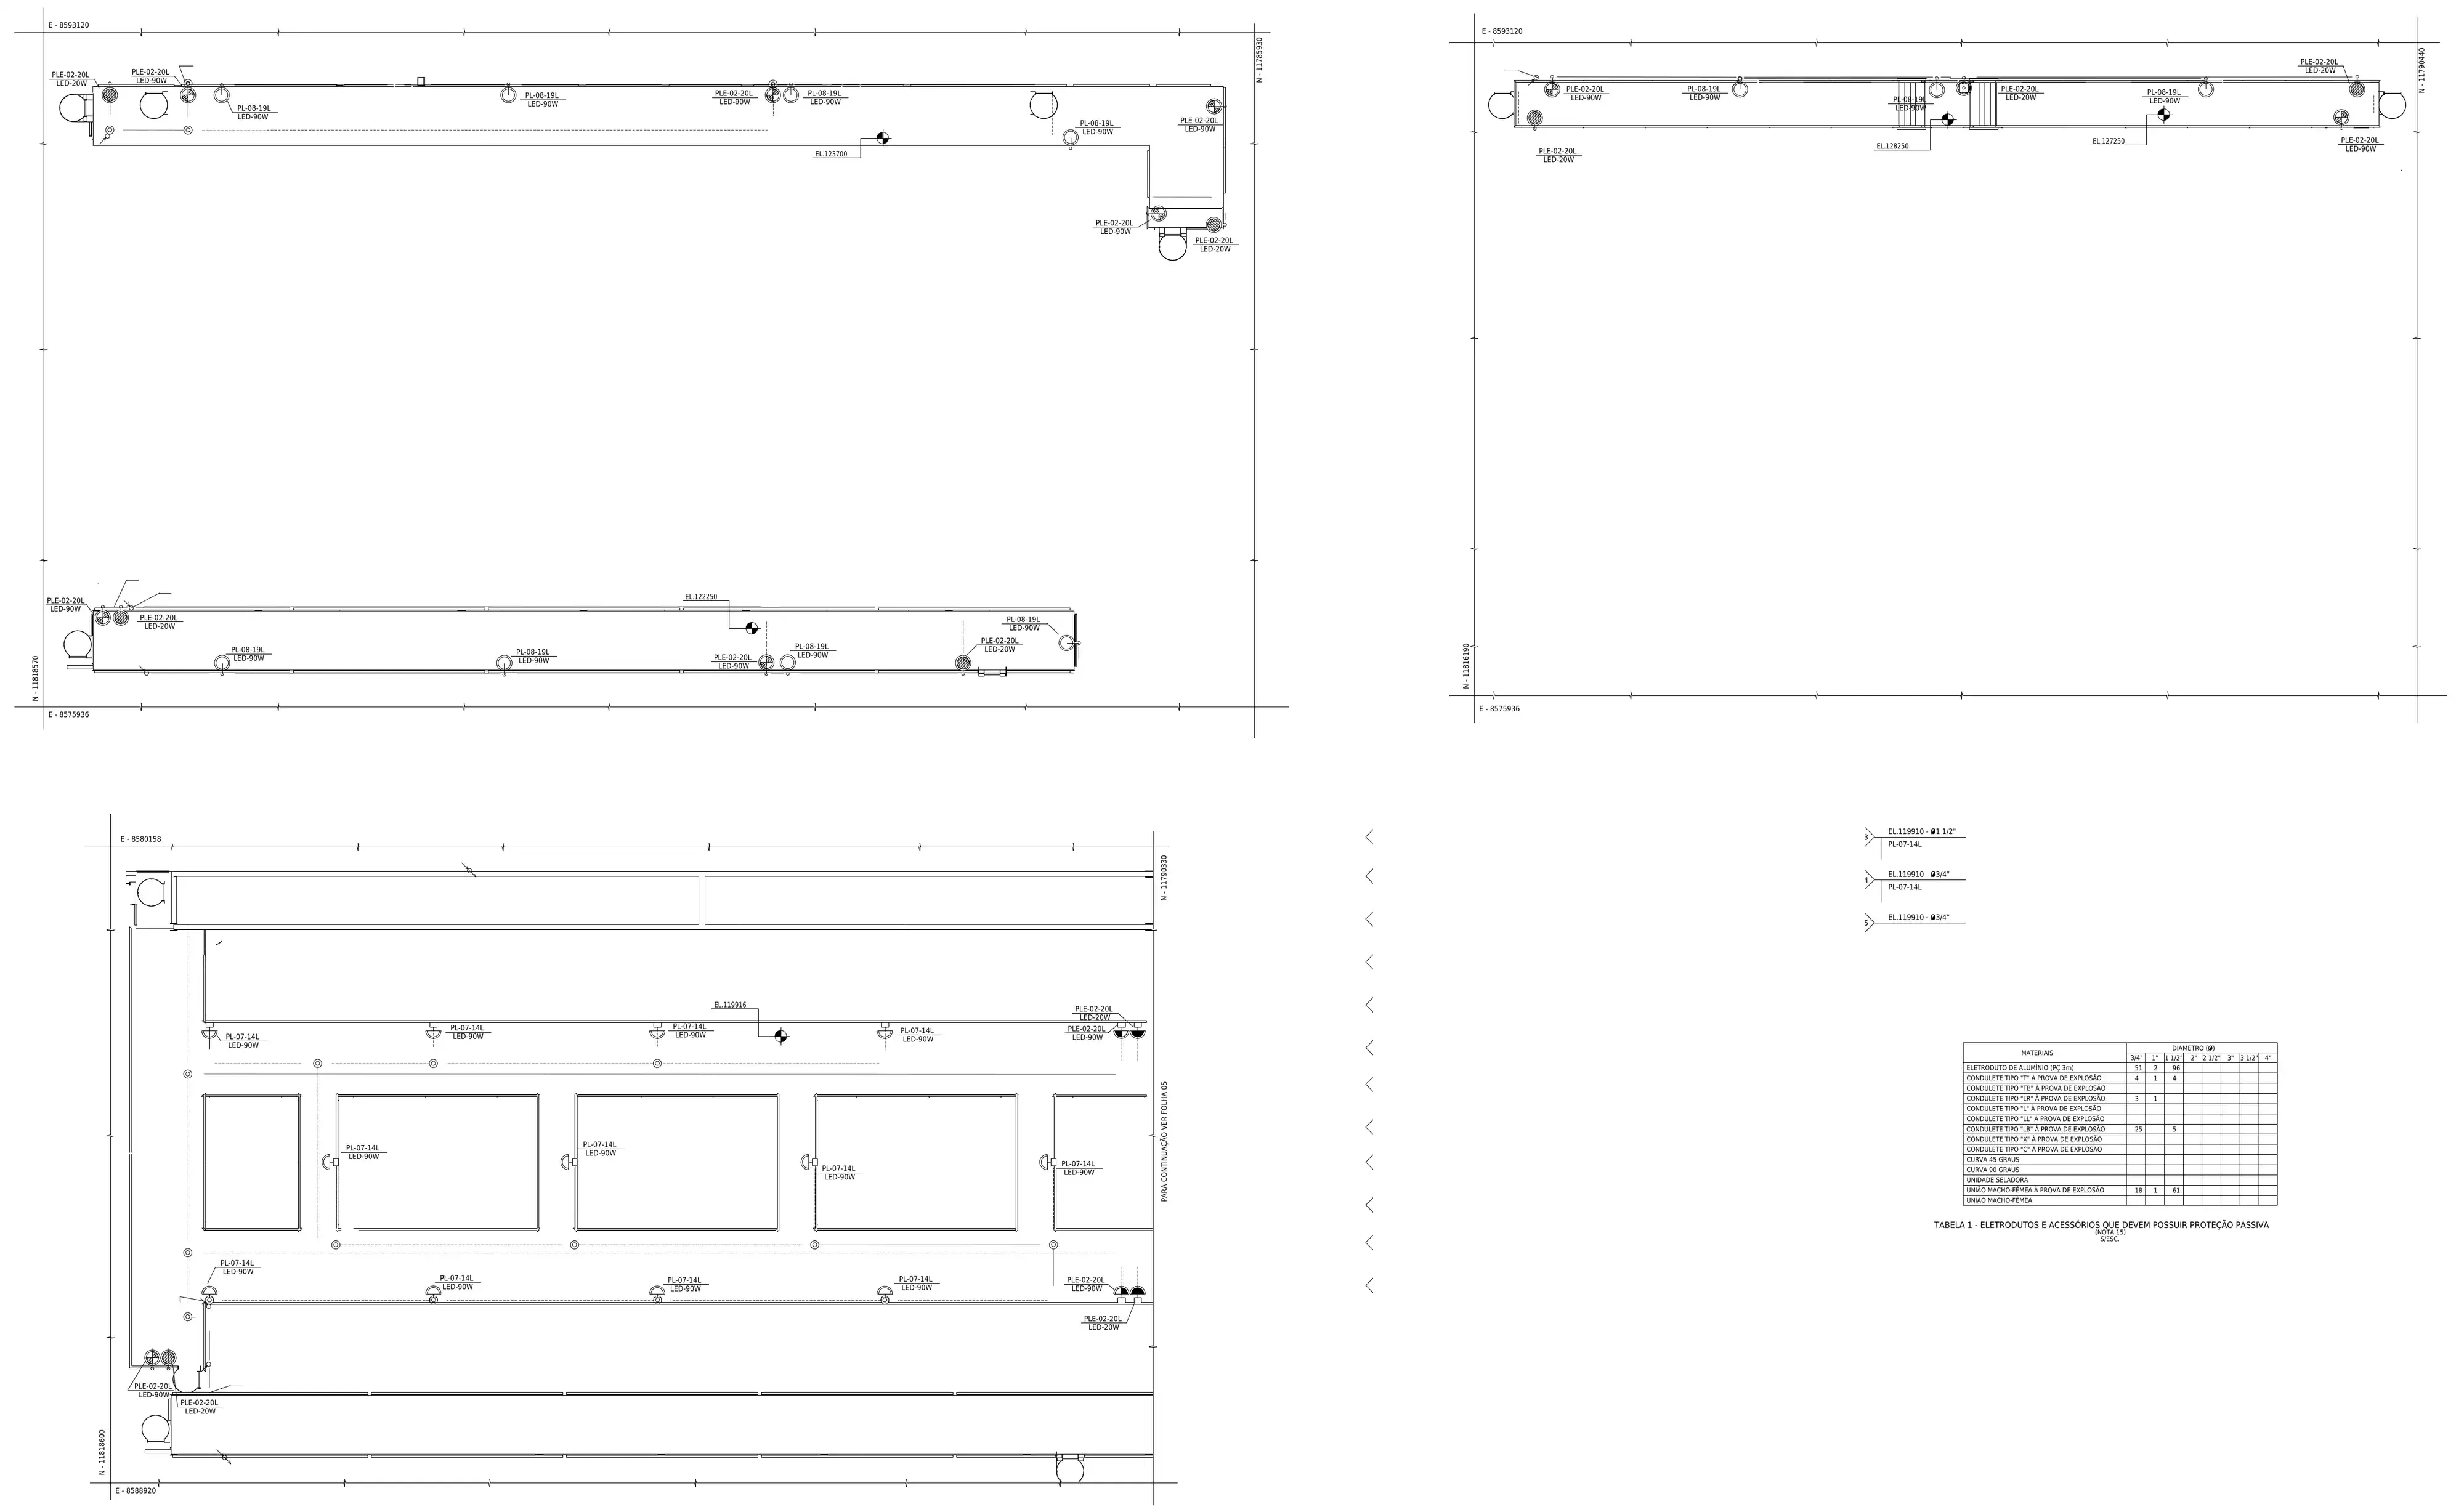 E - 8593120
N - 11785930
PLE-02-20L
LED-20W
PLE-02-20L
LED-90W
PL-08-19L
LED-90W
PL-08-19L
LED-90W
PLE-02-20L
LED-90W
PL-08-19L
LED-90W
PL-08-19L
LED-90W
PLE-02-20L
LED-90W
EL.123700
PLE-02-20L
LED-90W
PLE-02-20L
LED-20W
PLE-02-20L
LED-90W
PLE-02-20L
LED-20W
EL.122250
PL-08-19L
LED-90W
PL-08-19L
LED-90W
PL-08-19L
LED-90W
PLE-02-20L
LED-90W
PL-08-19L
LED-90W
PLE-02-20L
LED-20W
N - 11818570
E - 8575936
E - 8593120
N - 11790440
PLE-02-20L
LED-90W
PL-08-19L
LED-90W
PL-08-19L
LED-90W
PLE-02-20L
LED-20W
PL-08-19L
LED-90W
PLE-02-20L
LED-20W
PLE-02-20L
LED-20W
EL.128250
EL.127250
PLE-02-20L
LED-90W
N - 11816190
E - 8575936
E - 8580158
N - 11790330
EL.119916
PL-07-14L
LED-90W
PL-07-14L
LED-90W
PL-07-14L
LED-90W
PL-07-14L
LED-90W
PLE-02-20L
LED-20W
PLE-02-20L
LED-90W
PL-07-14L
LED-90W
PL-07-14L
LED-90W
PL-07-14L
LED-90W
PL-07-14L
LED-90W
PARA CONTINUAÇÃO VER FOLHA 05
PL-07-14L
LED-90W
PL-07-14L
LED-90W
PL-07-14L
LED-90W
PL-07-14L
LED-90W
PLE-02-20L
LED-90W
PLE-02-20L
LED-20W
PLE-02-20L
LED-90W
PLE-02-20L
LED-20W
N - 11818600
E - 8588920
3 EL.119910 - Ø1 1/2"
PL-07-14L
4 EL.119910 - Ø3/4"
PL-07-14L
5 EL.119910 - Ø3/4"
MATERIAIS DIAMETRO (Ø)
3/4" 1" 1 1/2" 2" 2 1/2" 3" 3 1/2" 4"
ELETRODUTO DE ALUMÍNIO (PÇ 3m) 51 2 96
CONDULETE TIPO "T" À PROVA DE EXPLOSÃO 4 1 4
CONDULETE TIPO "TB" À PROVA DE EXPLOSÃO
CONDULETE TIPO "LR" À PROVA DE EXPLOSÃO 3 1
CONDULETE TIPO "L" À PROVA DE EXPLOSÃO
CONDULETE TIPO "LL" À PROVA DE EXPLOSÃO
CONDULETE TIPO "LB" À PROVA DE EXPLOSÃO 25 5
CONDULETE TIPO "X" À PROVA DE EXPLOSÃO
CONDULETE TIPO "C" À PROVA DE EXPLOSÃO
CURVA 45 GRAUS
CURVA 90 GRAUS
UNIDADE SELADORA
UNIÃO MACHO-FÊMEA À PROVA DE EXPLOSÃO 18 1 61
UNIÃO MACHO-FÊMEA
TABELA 1 - ELETRODUTOS E ACESSÓRIOS QUE DEVEM POSSUIR PROTEÇÃO PASSIVA
(NOTA 15)
S/ESC.